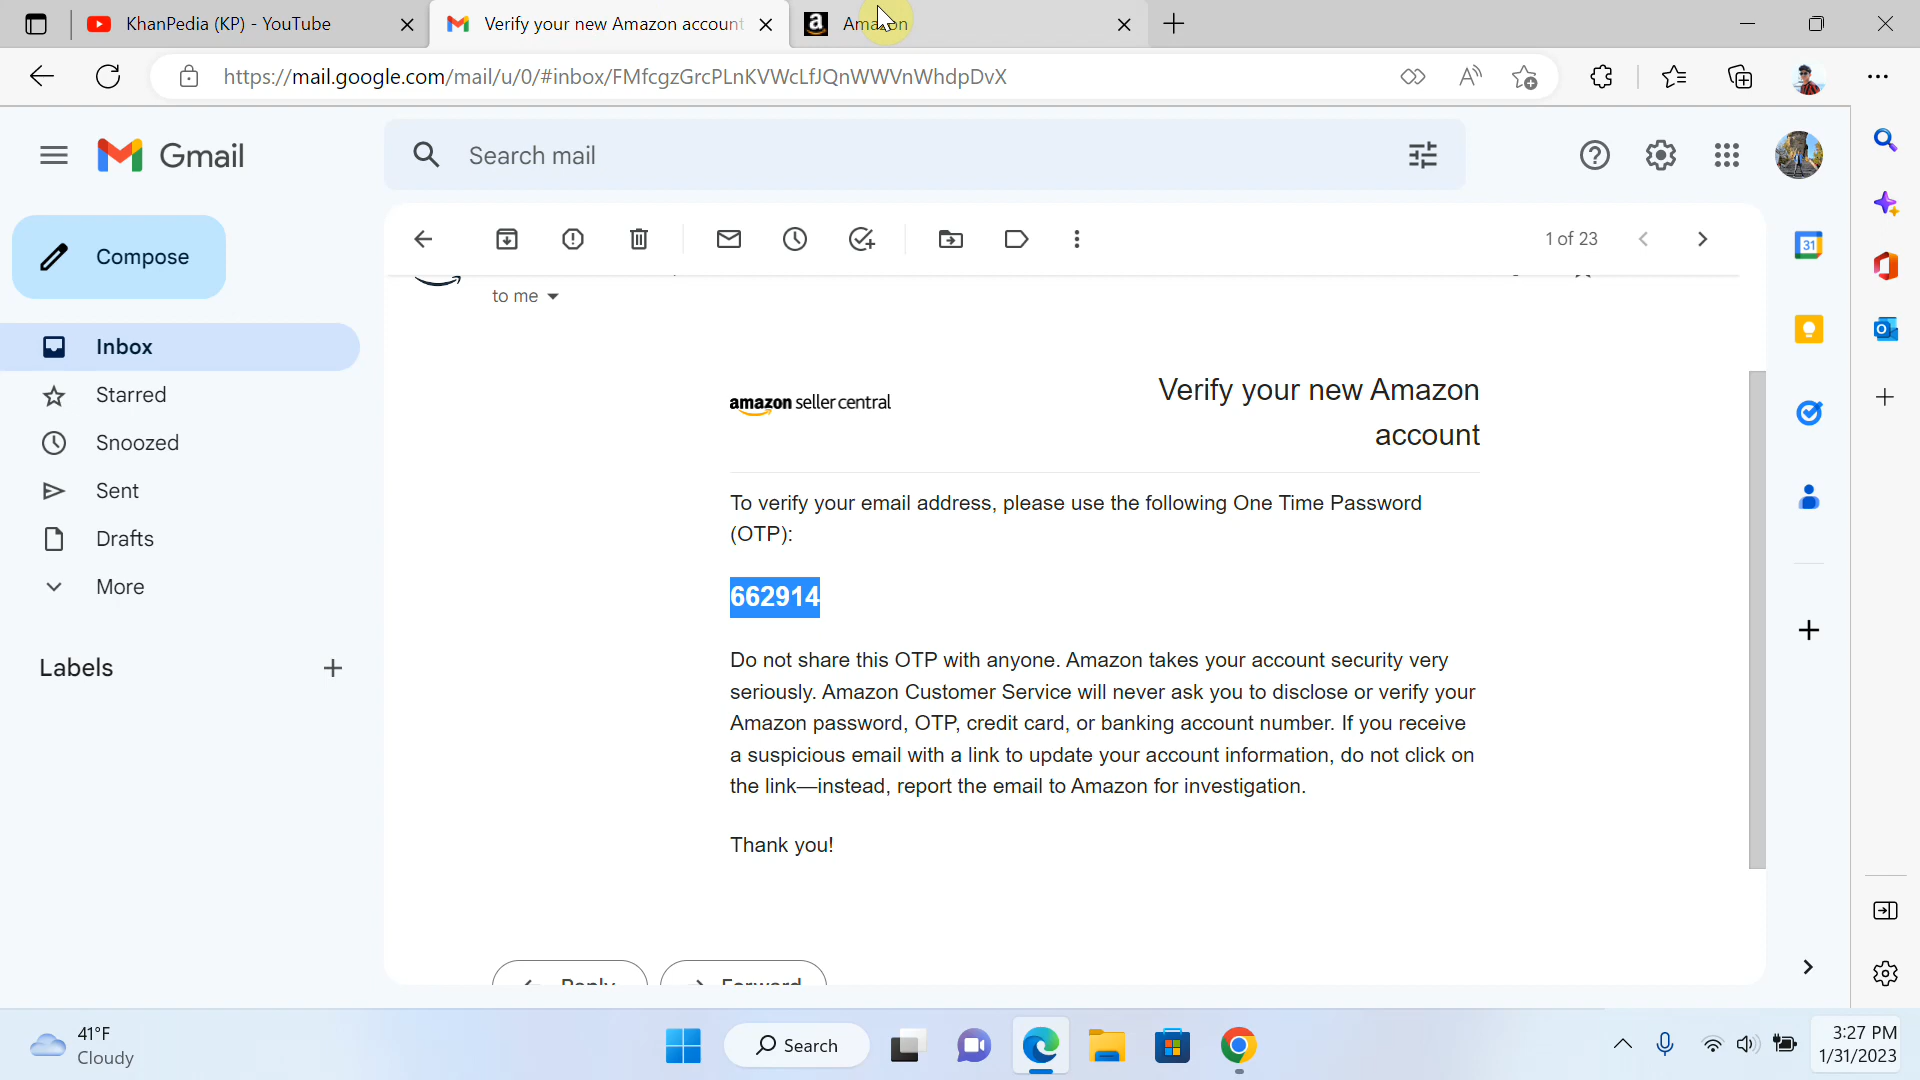 KhanPedia (KP) - YouTube
Verify your new Amazon account
Amazon
https://mail.google.com/mail/u/0/#inbox/FMfcgzGrcPLnKVWcLfJQnWWVnWhdpDvX
Gmail
Search mail
Compose
1 of 23
Inbox
Starred
Snoozed
Sent
Drafts
More
Labels
to me
amazon seller central
Verify your new Amazon
account
To verify your email address, please use the following One Time Password
(OTP):
662914
Do not share this OTP with anyone. Amazon takes your account security very
seriously. Amazon Customer Service will never ask you to disclose or verify your
Amazon password, OTP, credit card, or banking account number. If you receive
a suspicious email with a link to update your account information, do not click on
the link—instead, report the email to Amazon for investigation.
Thank you!
Reply
Forward
31
41°F
Cloudy
Search
3:27 PM
1/31/2023